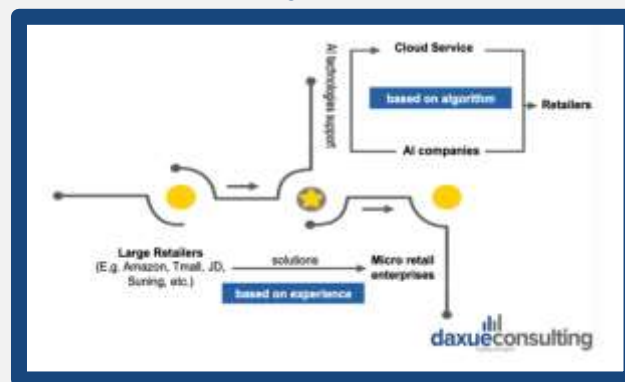 AI technologies support
Cloud Service
based on algorithm
Retailers
AI companies
Large Retailers
(E.g. Amazon, Tmall, JD,
Suning, etc.)
solutions
based on experience
Micro retail
enterprises
daxueconsulting